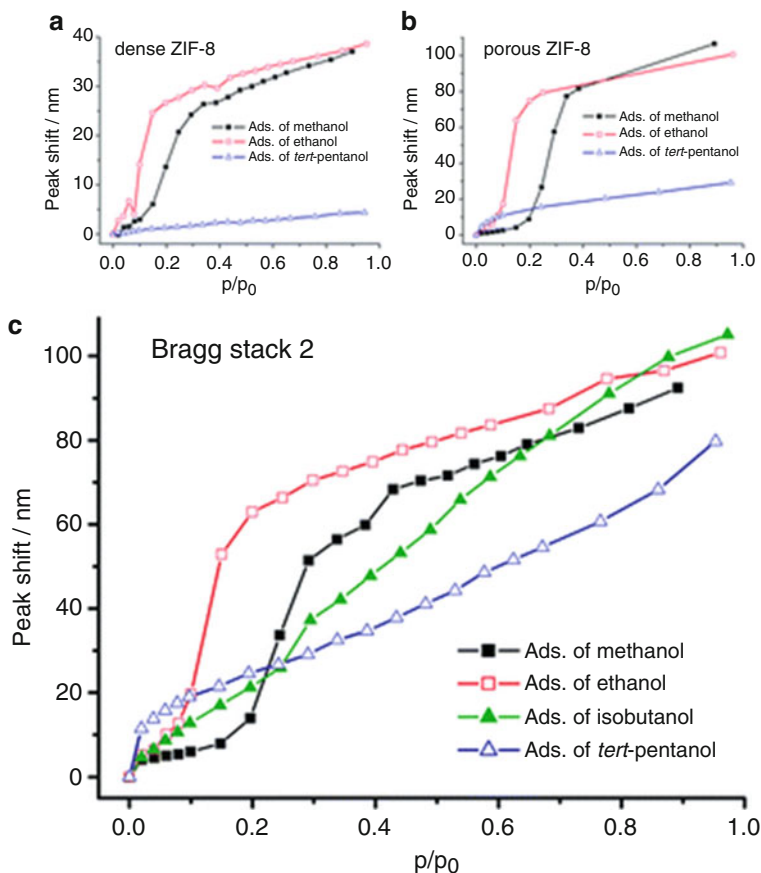 a
dense ZIF-8
40
30
20
10
0
Peak shift / nm
Ads. of methanol
Ads. of ethanol
Ads. of tert-pentanol
0.0 0.2 0.4 0.6 0.8 1.0
p/p0
b
porous ZIF-8
100
80
60
40
20
0
Peak shift / nm
Ads. of methanol
Ads. of ethanol
Ads. of tert-pentanol
0.0 0.2 0.4 0.6 0.8 1.0
p/p0
c
Bragg stack 2
100
80
60
40
20
0
Peak shift / nm
Ads. of methanol
Ads. of ethanol
Ads. of isobutanol
Ads. of tert-pentanol
0.0 0.2 0.4 0.6 0.8 1.0
p/p0